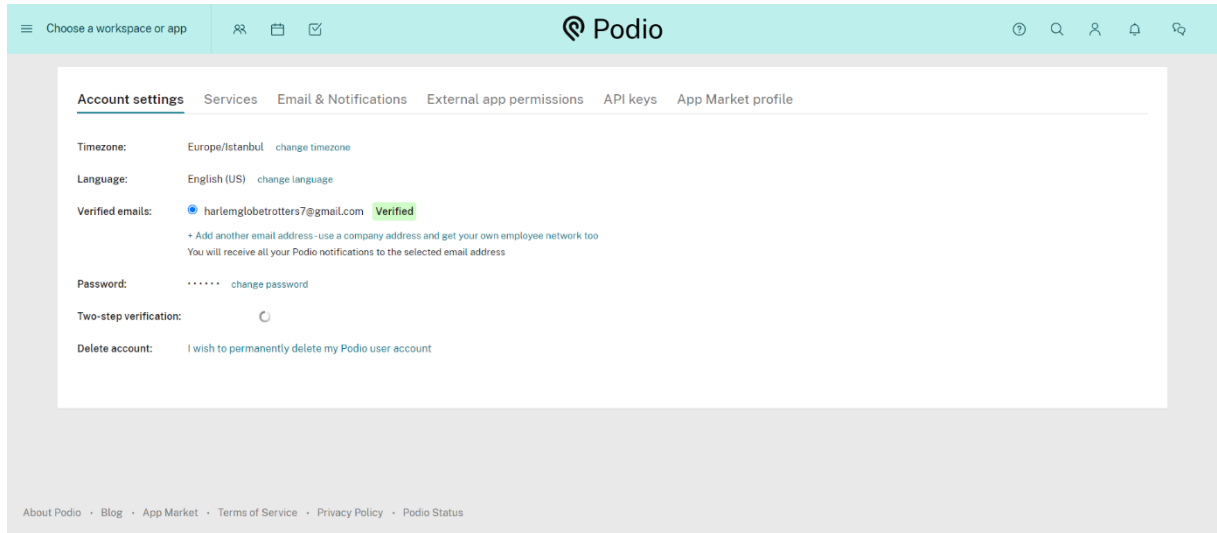 Choose a workspace or app
Podio
Account settings Services Email & Notifications External app permissions API keys App Market profile
Timezone: Europe/Istanbul change timezone
Language: English (US) change language
Verified emails: harlemglobetrotters7@gmail.com Verified
+ Add another email address - use a company address and get your own employee network too
You will receive all your Podio notifications to the selected email address
Password: ······ change password
Two-step verification:
Delete account: I wish to permanently delete my Podio user account
About Podio · Blog · App Market · Terms of Service · Privacy Policy · Podio Status